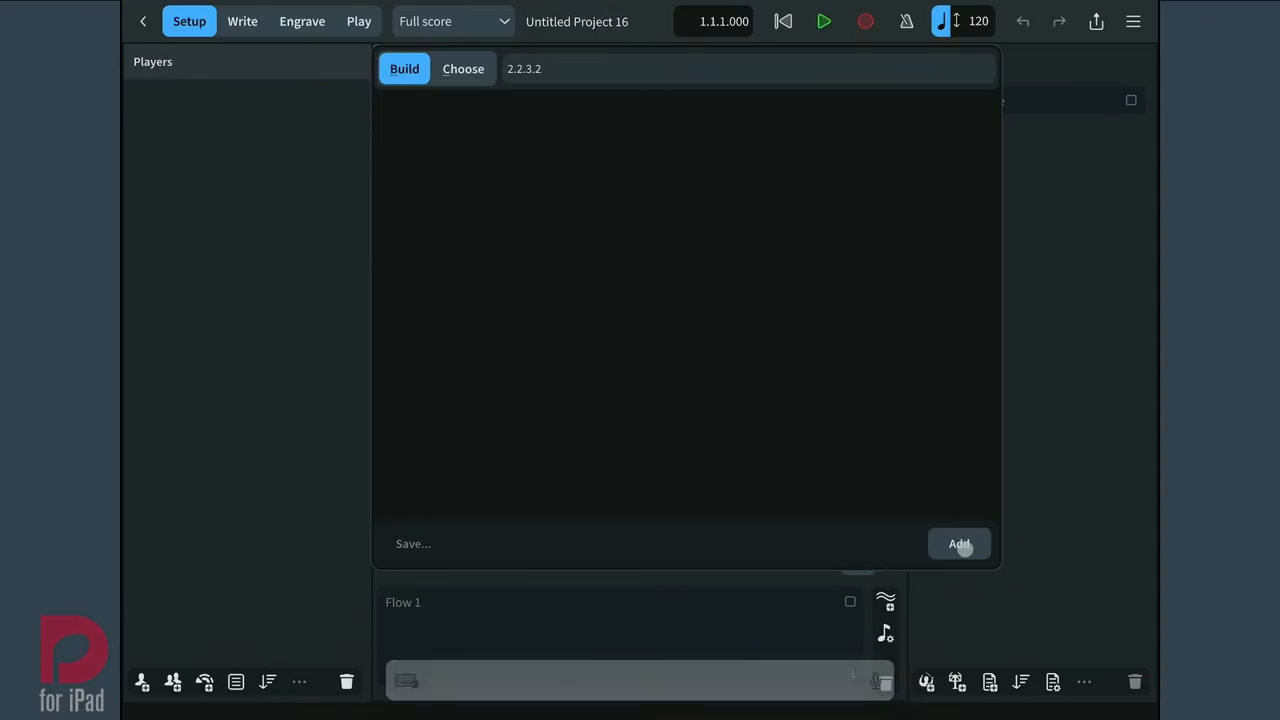 Setup Write Engrave Play Full score Untitled Project 16 1.1.1.000 120
Players
Build Choose 2.2.3.2
Save... Add
Flow 1
for iPad